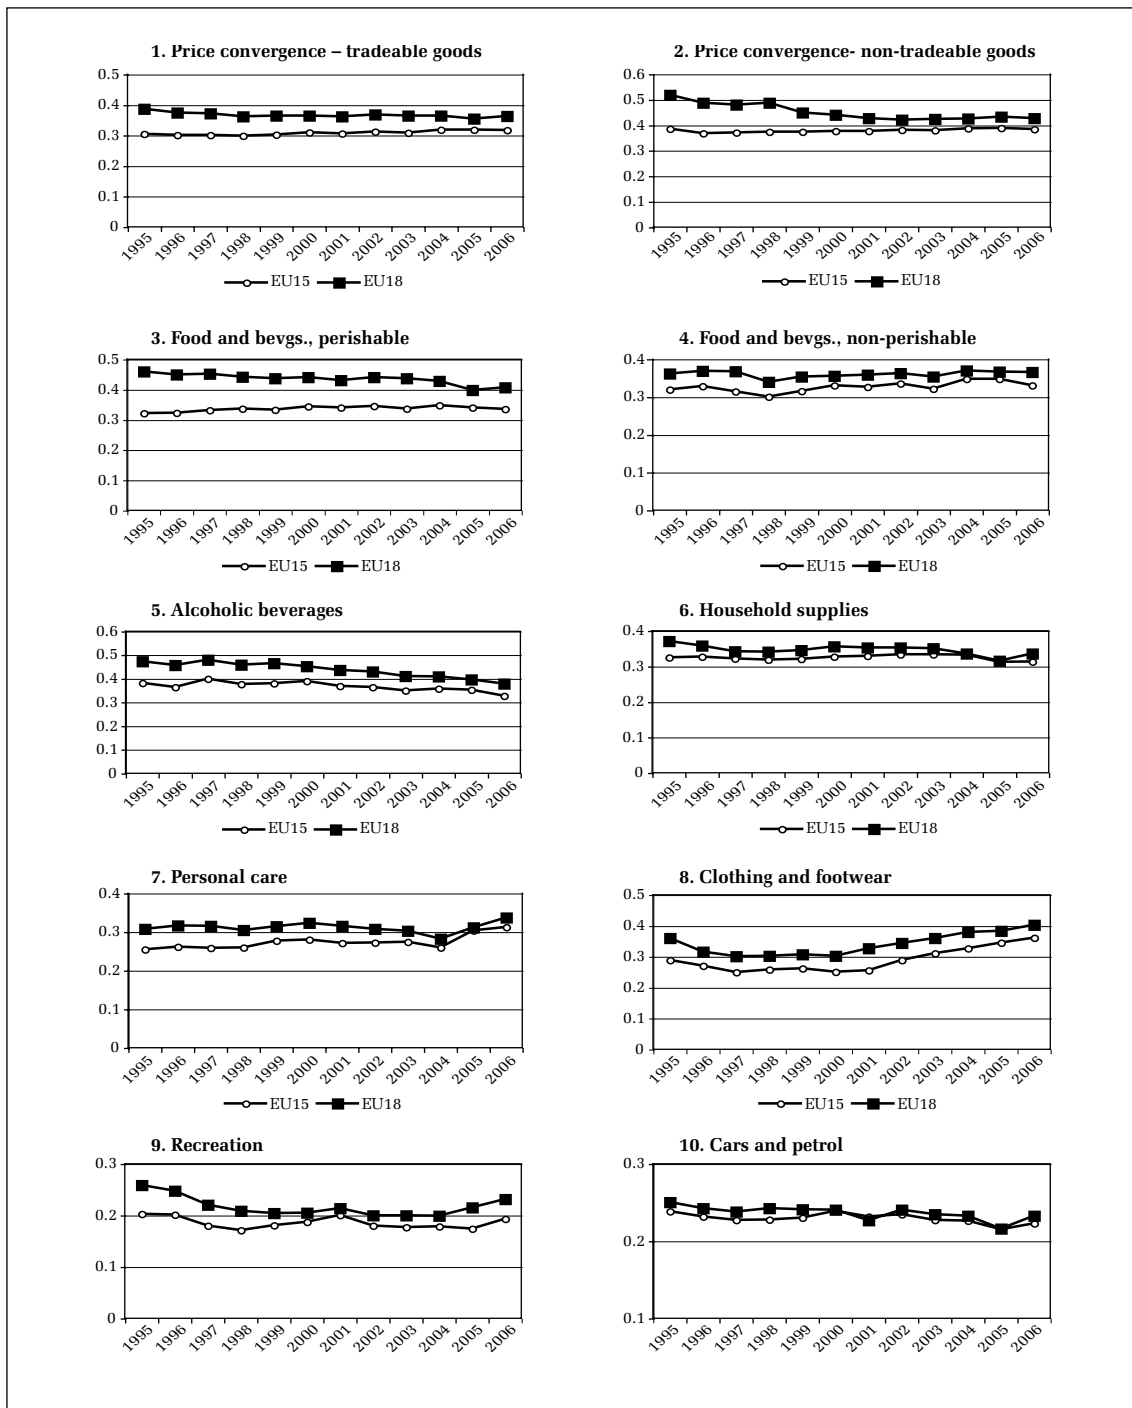 1. Price convergence – tradeable goods
0.5
0.4
0.3
0.2
0.1
0
1995 1996 1997 1998 1999 2000 2001 2002 2003 2004 2005 2006
EU15 EU18
2. Price convergence- non-tradeable goods
0.6
0.5
0.4
0.3
0.2
0.1
0
1995 1996 1997 1998 1999 2000 2001 2002 2003 2004 2005 2006
EU15 EU18
3. Food and bevgs., perishable
0.5
0.4
0.3
0.2
0.1
0
1995 1996 1997 1998 1999 2000 2001 2002 2003 2004 2005 2006
EU15 EU18
4. Food and bevgs., non-perishable
0.4
0.3
0.2
0.1
0
1995 1996 1997 1998 1999 2000 2001 2002 2003 2004 2005 2006
EU15 EU18
5. Alcoholic beverages
0.6
0.5
0.4
0.3
0.2
0.1
0
1995 1996 1997 1998 1999 2000 2001 2002 2003 2004 2005 2006
EU15 EU18
6. Household supplies
0.4
0.3
0.2
0.1
0
1995 1996 1997 1998 1999 2000 2001 2002 2003 2004 2005 2006
EU15 EU18
7. Personal care
0.4
0.3
0.2
0.1
0
1995 1996 1997 1998 1999 2000 2001 2002 2003 2004 2005 2006
EU15 EU18
8. Clothing and footwear
0.5
0.4
0.3
0.2
0.1
0
1995 1996 1997 1998 1999 2000 2001 2002 2003 2004 2005 2006
EU15 EU18
9. Recreation
0.3
0.2
0.1
0
1995 1996 1997 1998 1999 2000 2001 2002 2003 2004 2005 2006
10. Cars and petrol
0.3
0.2
0.1
1995 1996 1997 1998 1999 2000 2001 2002 2003 2004 2005 2006